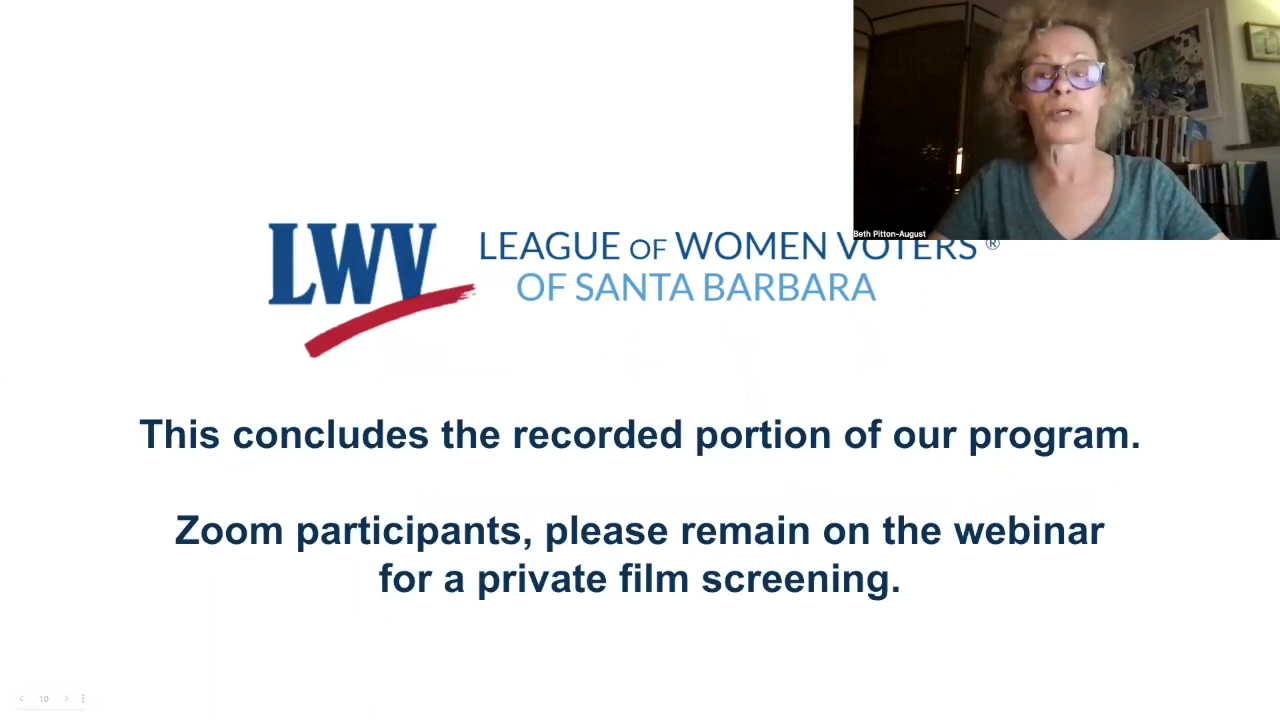 Beth Pitton-August
LWV
LEAGUE OF WOMEN VOTERS®
OF SANTA BARBARA
This concludes the recorded portion of our program.
Zoom participants, please remain on the webinar
for a private film screening.
10